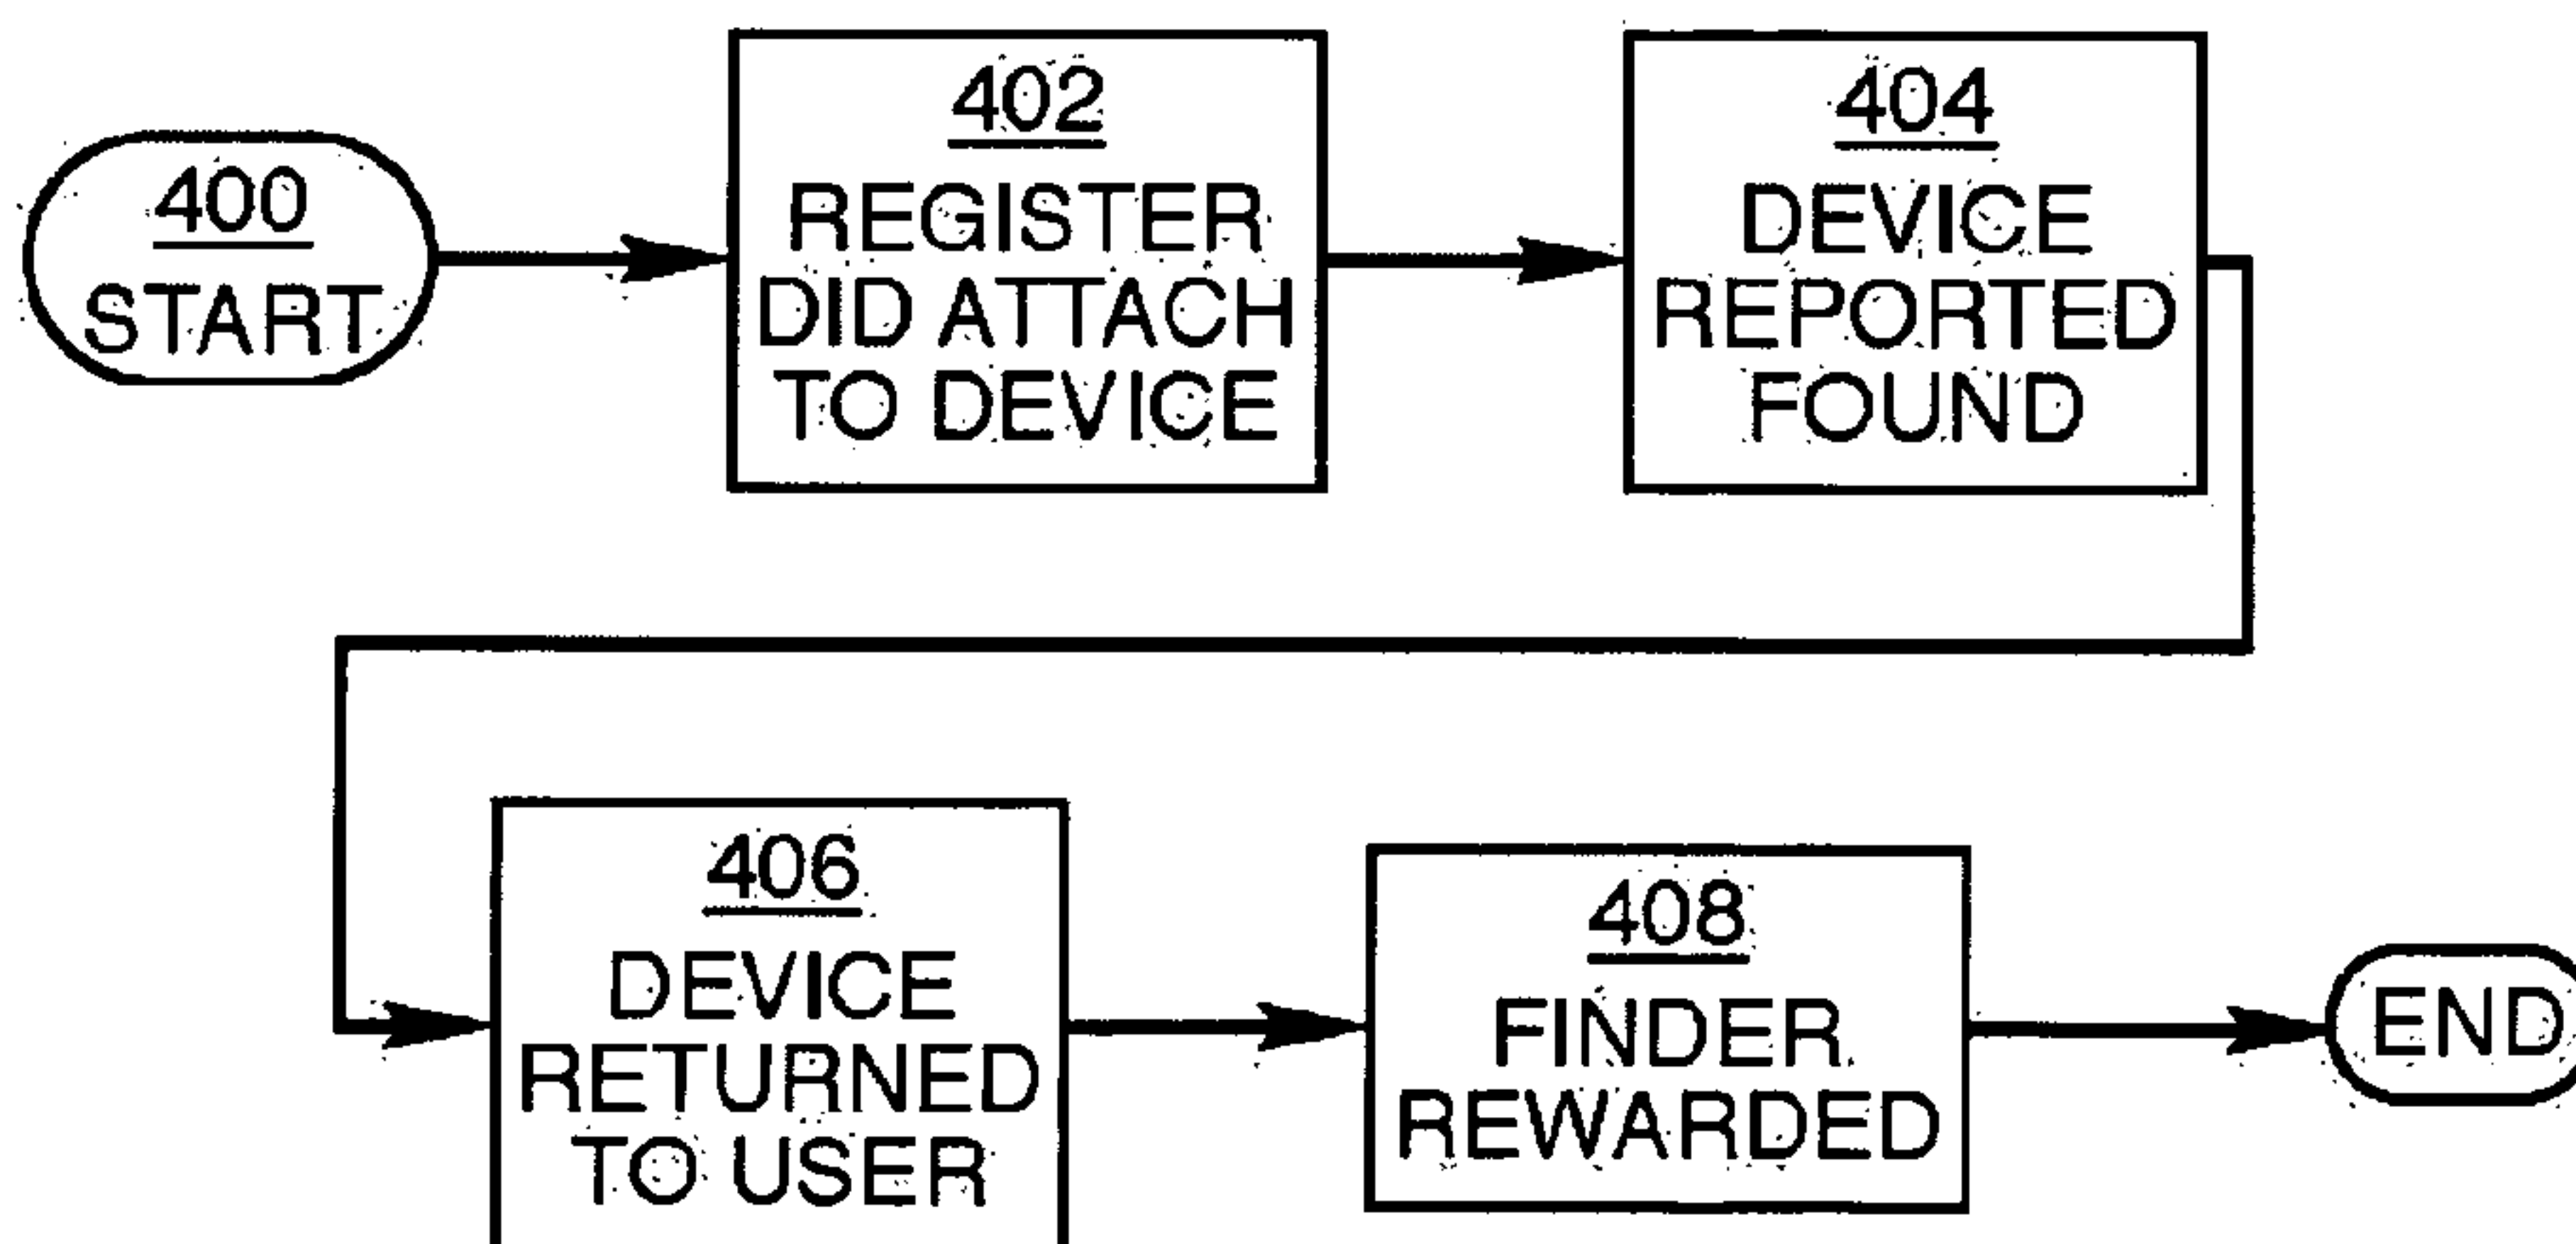 400
START
402
REGISTER
DID ATTACH
TO DEVICE
404
DEVICE
REPORTED
FOUND
406
DEVICE
RETURNED
TO USER
408
FINDER
REWARDED
END